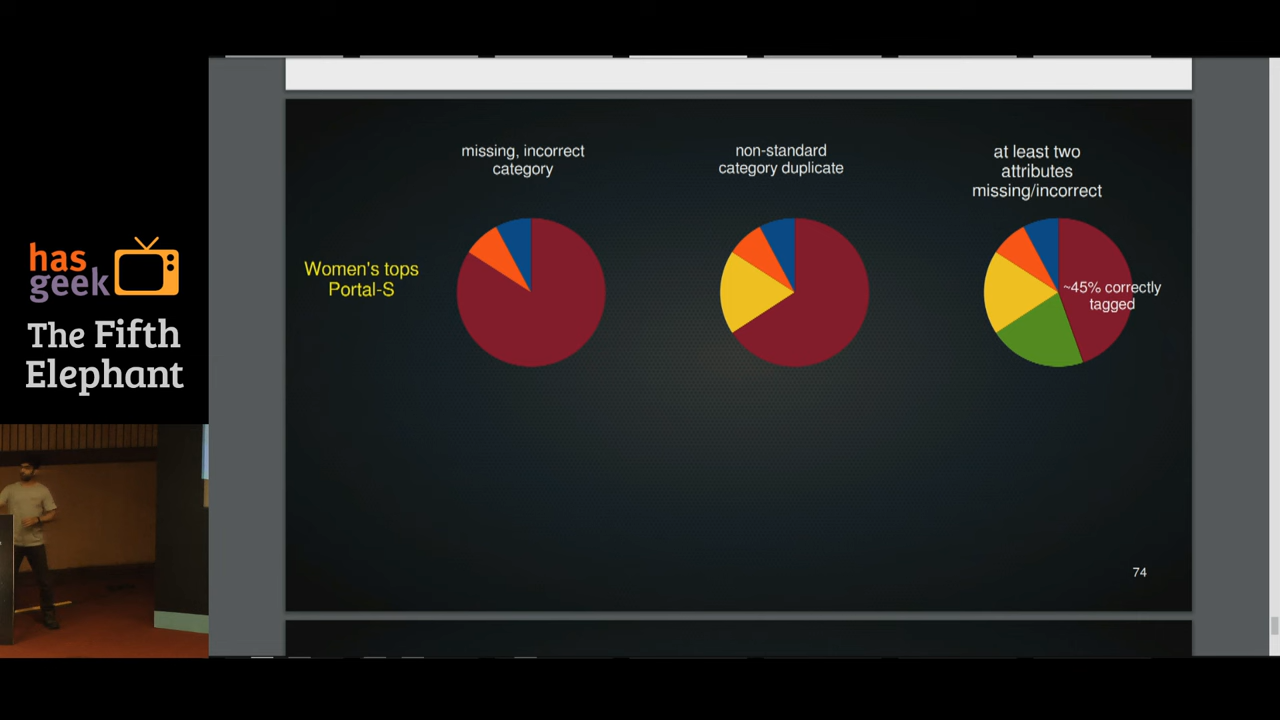 has
geek
The Fifth
Elephant
missing, incorrect
category
non-standard
category duplicate
at least two
attributes
missing/incorrect
Women's tops
Portal-S
~45% correctly
tagged
74